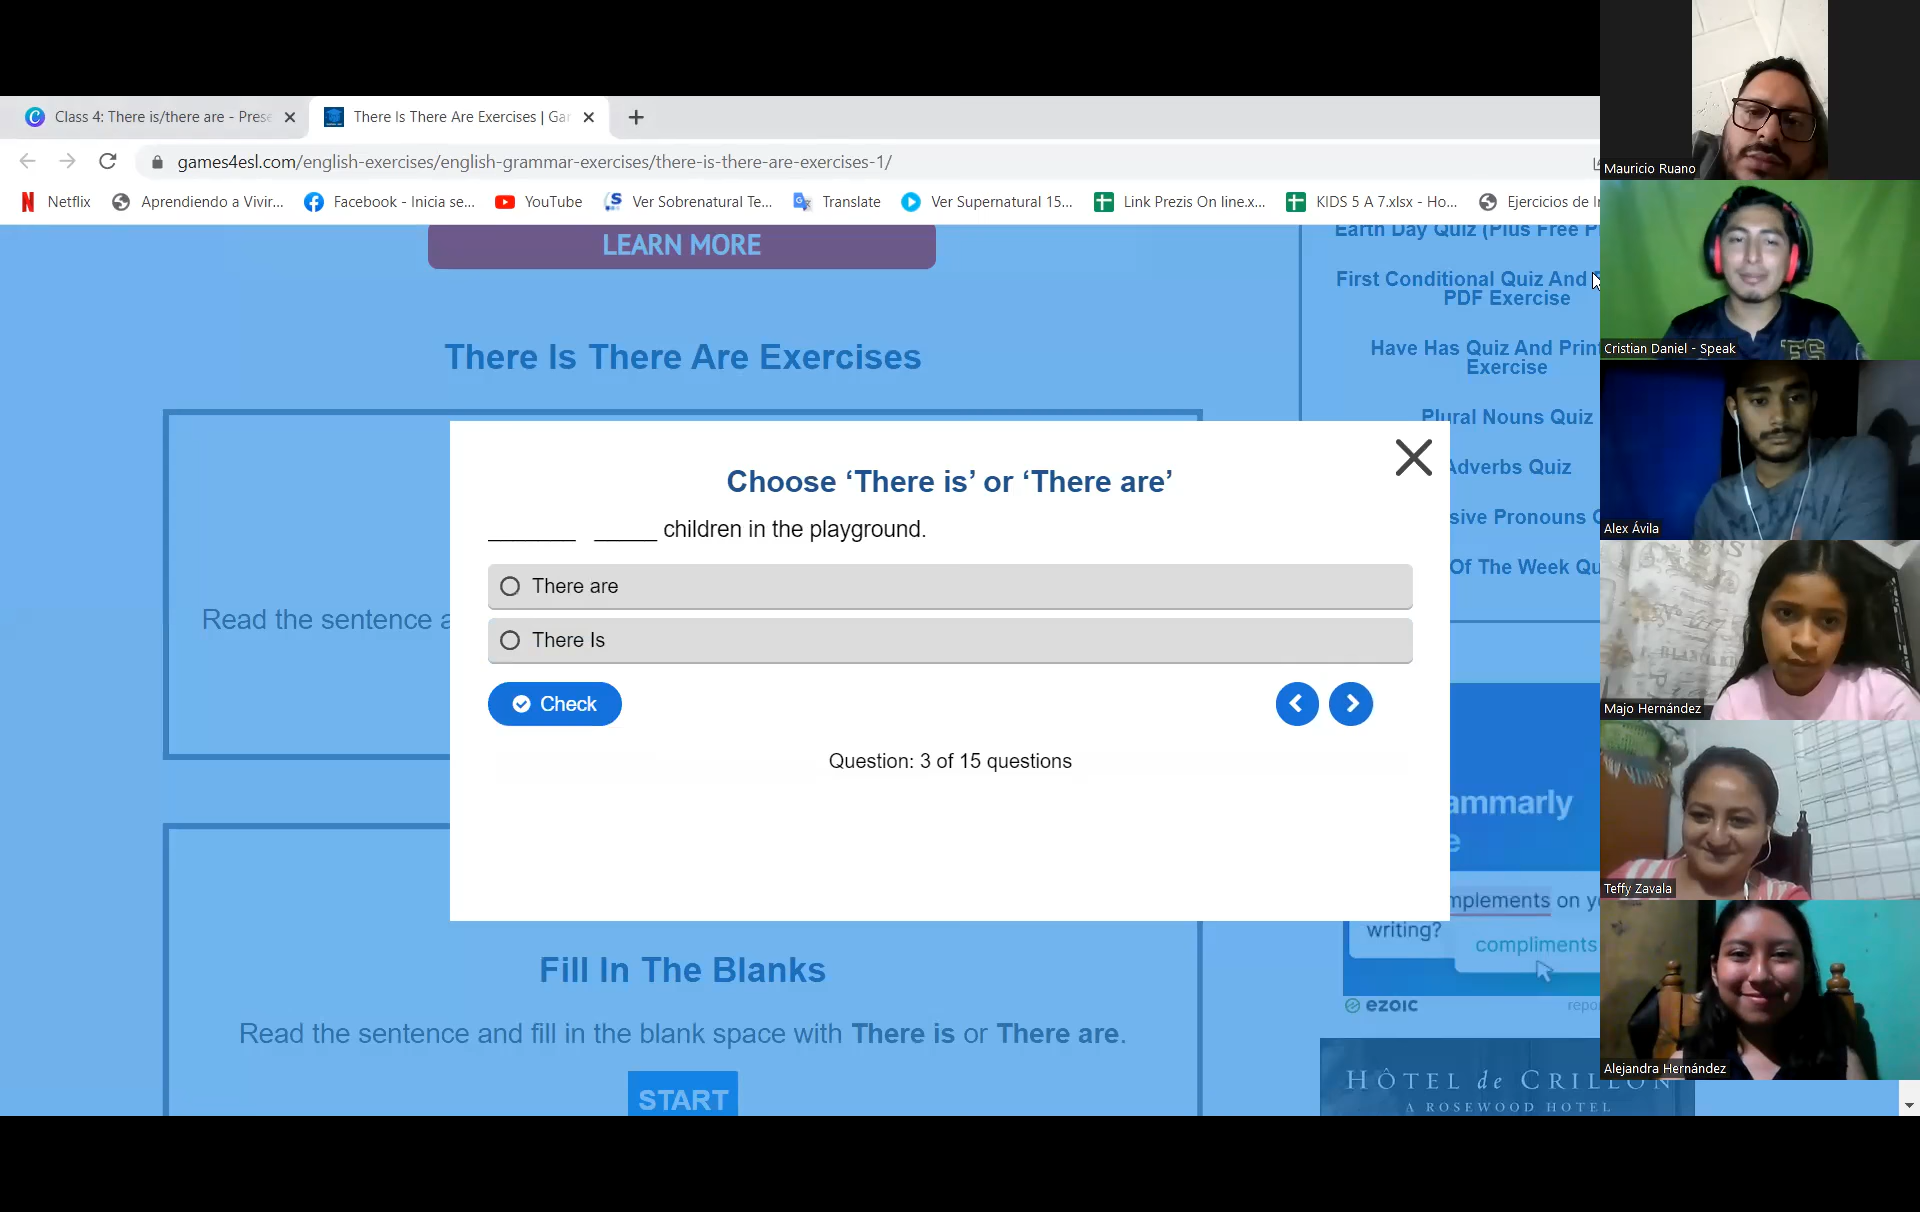 Class 4: There is/there are - Prese
There Is There Are Exercises | Ga
games4esl.com/english-exercises/english-grammar-exercises/there-is-there-are-exercises-1/
Netflix
Aprendiendo a Vivir...
Facebook - Inicia se...
YouTube
Ver Sobrenatural Te...
Translate
Ver Supernatural 15...
Link Prezis On line.x...
KIDS 5 A 7.xlsx - Ho...
Ejercicios de I
LEARN MORE
There Is There Are Exercises
Read the sentence a
Choose ‘There is’ or ‘There are’
_______ _____ children in the playground.
There are
There Is
Check
Question: 3 of 15 questions
Fill In The Blanks
Read the sentence and fill in the blank space with There is or There are.
START
Earth Day Quiz (Plus Free P
First Conditional Quiz And
PDF Exercise
Have Has Quiz And Prin
Exercise
Plural Nouns Quiz
Adverbs Quiz
sive Pronouns
Of The Week Qu
ammarly
e
mplements on y
writing?
compliments
ezoic
repo
HÔTEL de CRILLON
A ROSEWOOD HOTEL
Mauricio Ruano
Cristian Daniel - Speak
Alex Ávila
Majo Hernández
Teffy Zavala
Alejandra Hernández